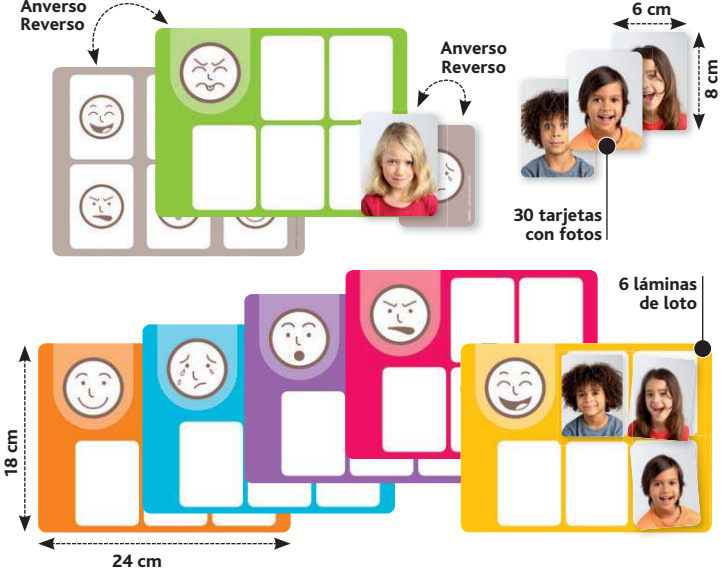 Anverso
Reverso
Anverso
Reverso
6 cm
8 cm
30 tarjetas
con fotos
6 láminas
de loto
18 cm
24 cm